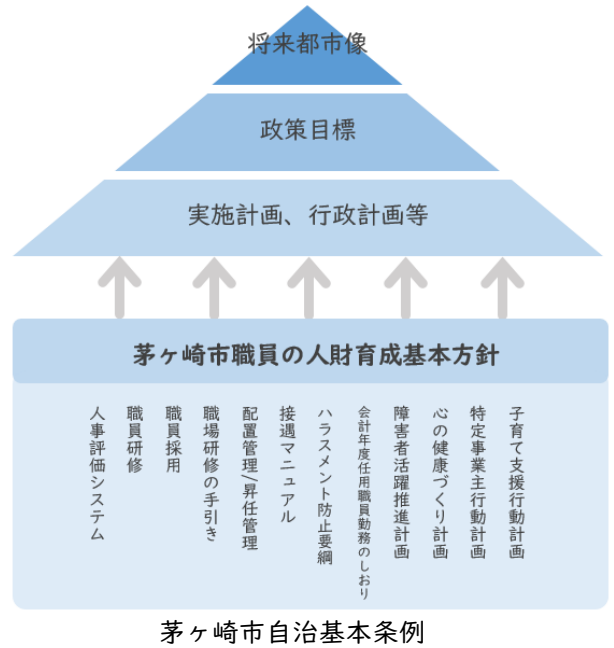 将来都市像
政策目標
実施計画、行政計画等
茅ヶ崎市職員の人財育成基本方針
人事評価システム
職員研修
職員採用
職場研修の手引き
配置管理/昇任管理
接遇マニュアル
ハラスメント防止要綱
会計年度任用職員勤務のしおり
障害者活躍推進計画
心の健康づくり計画
特定事業主行動計画
子育て支援行動計画
茅ヶ崎市自治基本条例